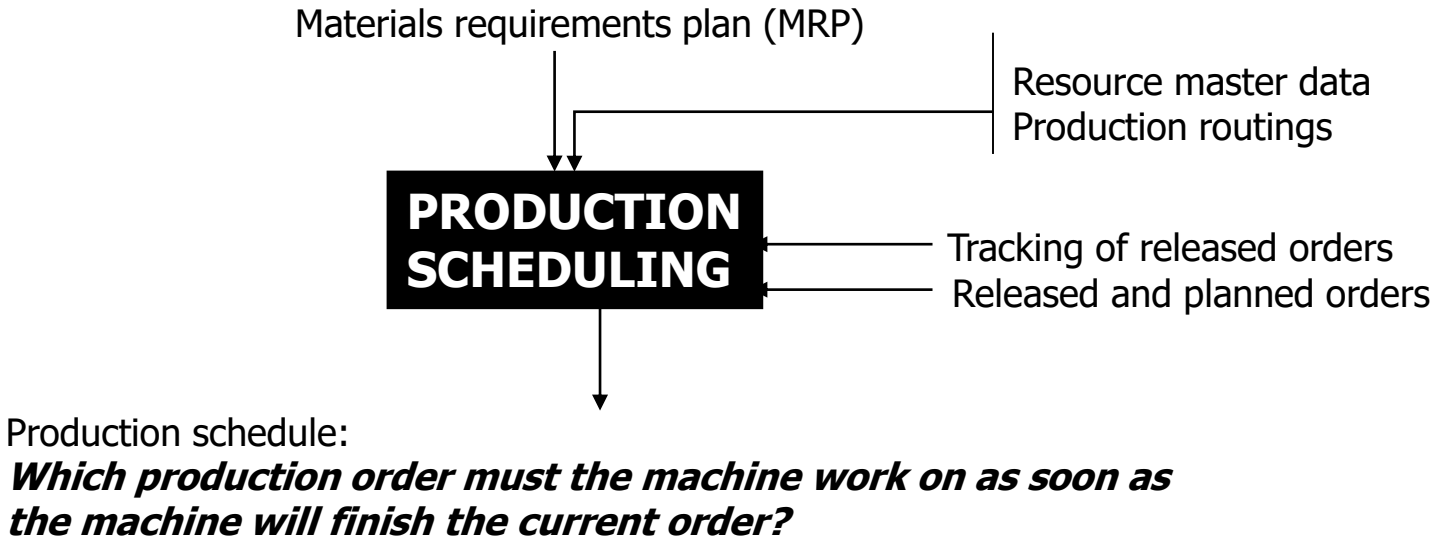 Materials requirements plan (MRP)
Resource master data
Production routings
PRODUCTION
SCHEDULING
Tracking of released orders
Released and planned orders
Production schedule:
Which production order must the machine work on as soon as
the machine will finish the current order?